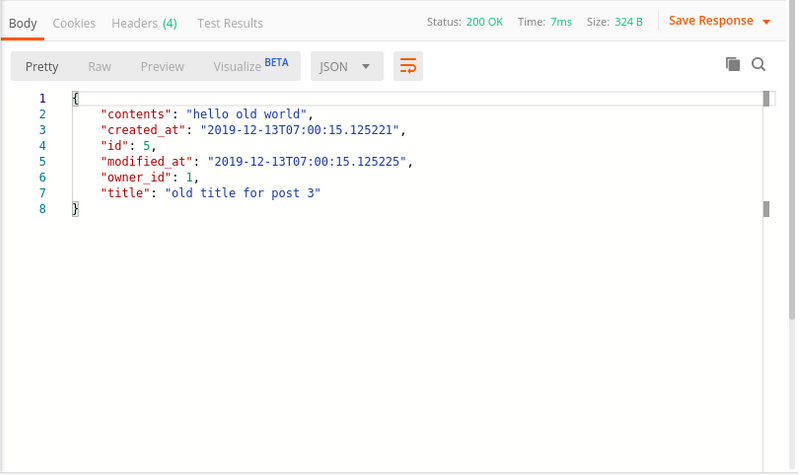 Body Cookies Headers (4) Test Results Status: 200 OK Time: 7ms Size: 324 B Save Response
Pretty Raw Preview Visualize BETA JSON
1 {
2 "contents": "hello old world",
3 "created_at": "2019-12-13T07:00:15.125221",
4 "id": 5,
5 "modified_at": "2019-12-13T07:00:15.125225",
6 "owner_id": 1,
7 "title": "old title for post 3"
8 }